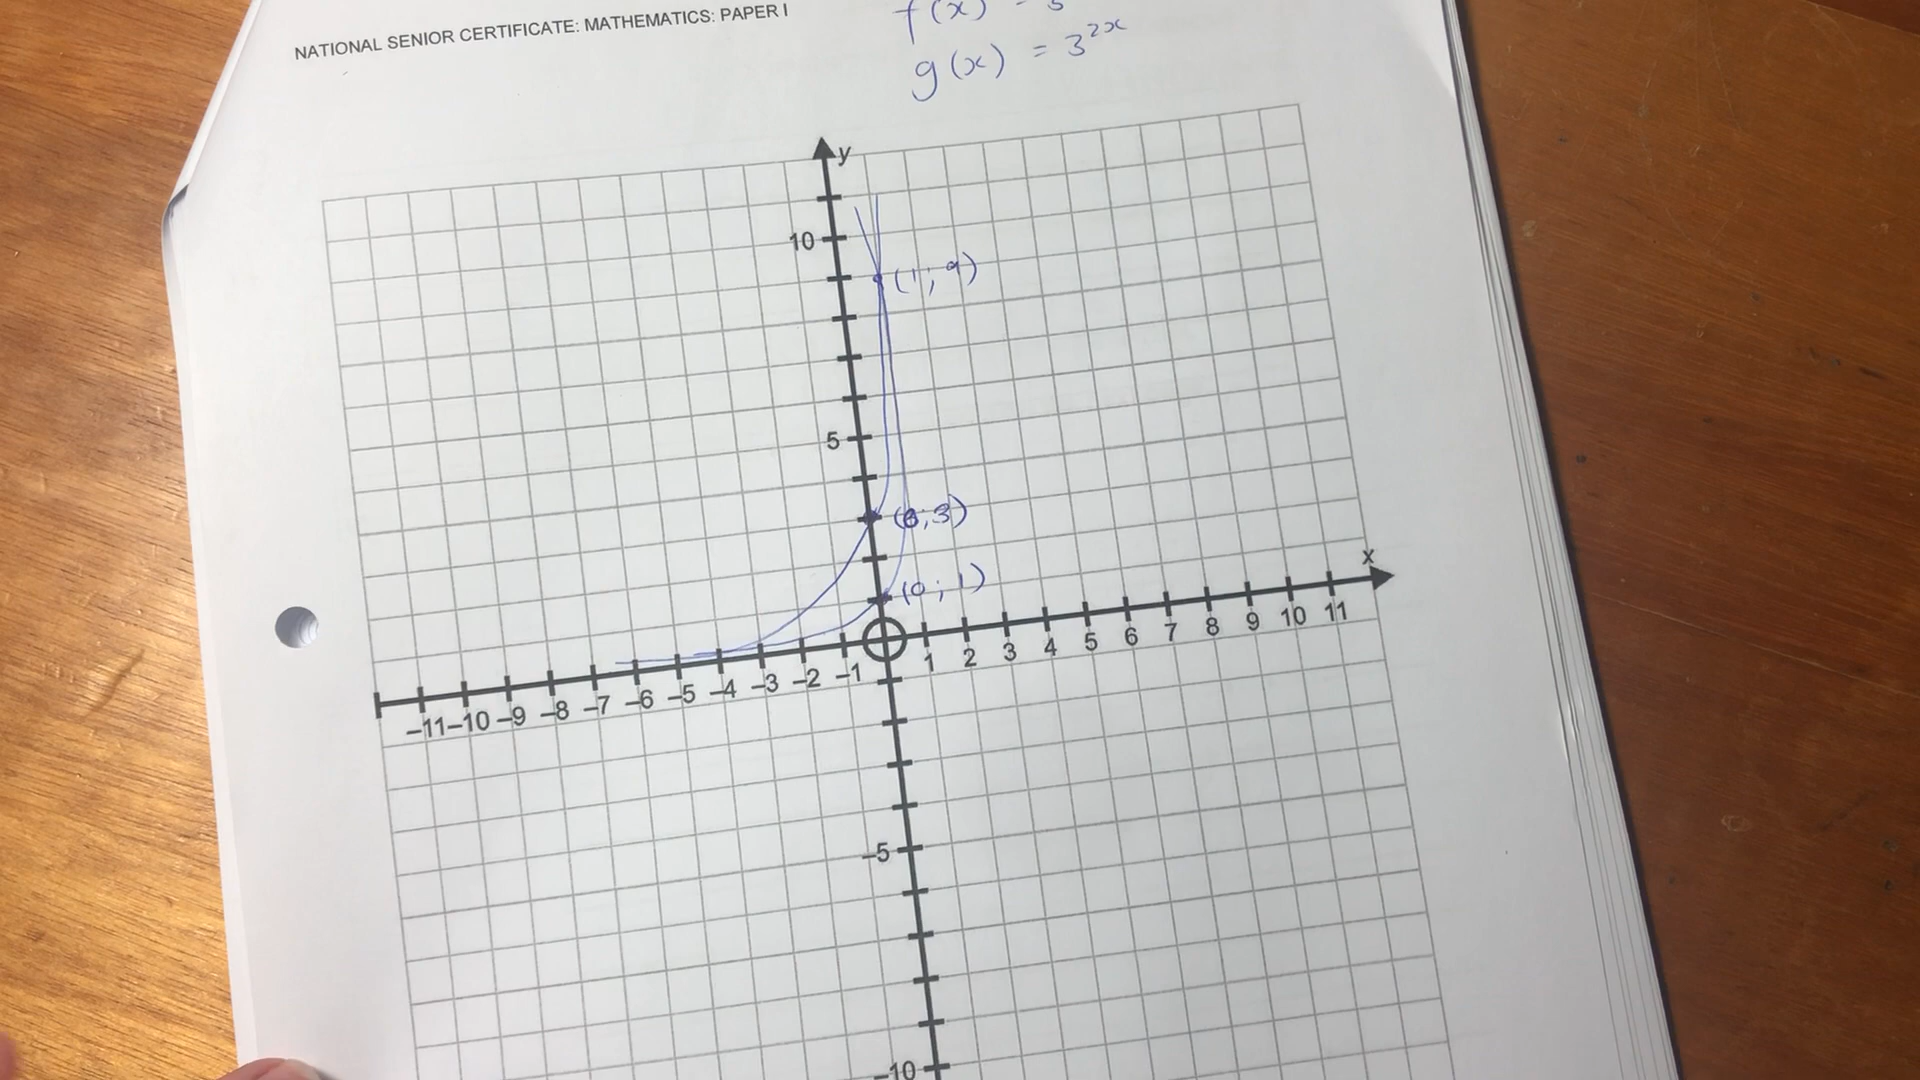 NATIONAL SENIOR CERTIFICATE: MATHEMATICS: PAPER I
f(x)
g(x) = 3^{2x}
y
10
(1; 9)
5
(0;3)
(0; 1)
x
–11 –10 –9 –8 –7 –6 –5 –4 –3 –2 –1 1 2 3 4 5 6 7 8 9 10 11
–5
–10